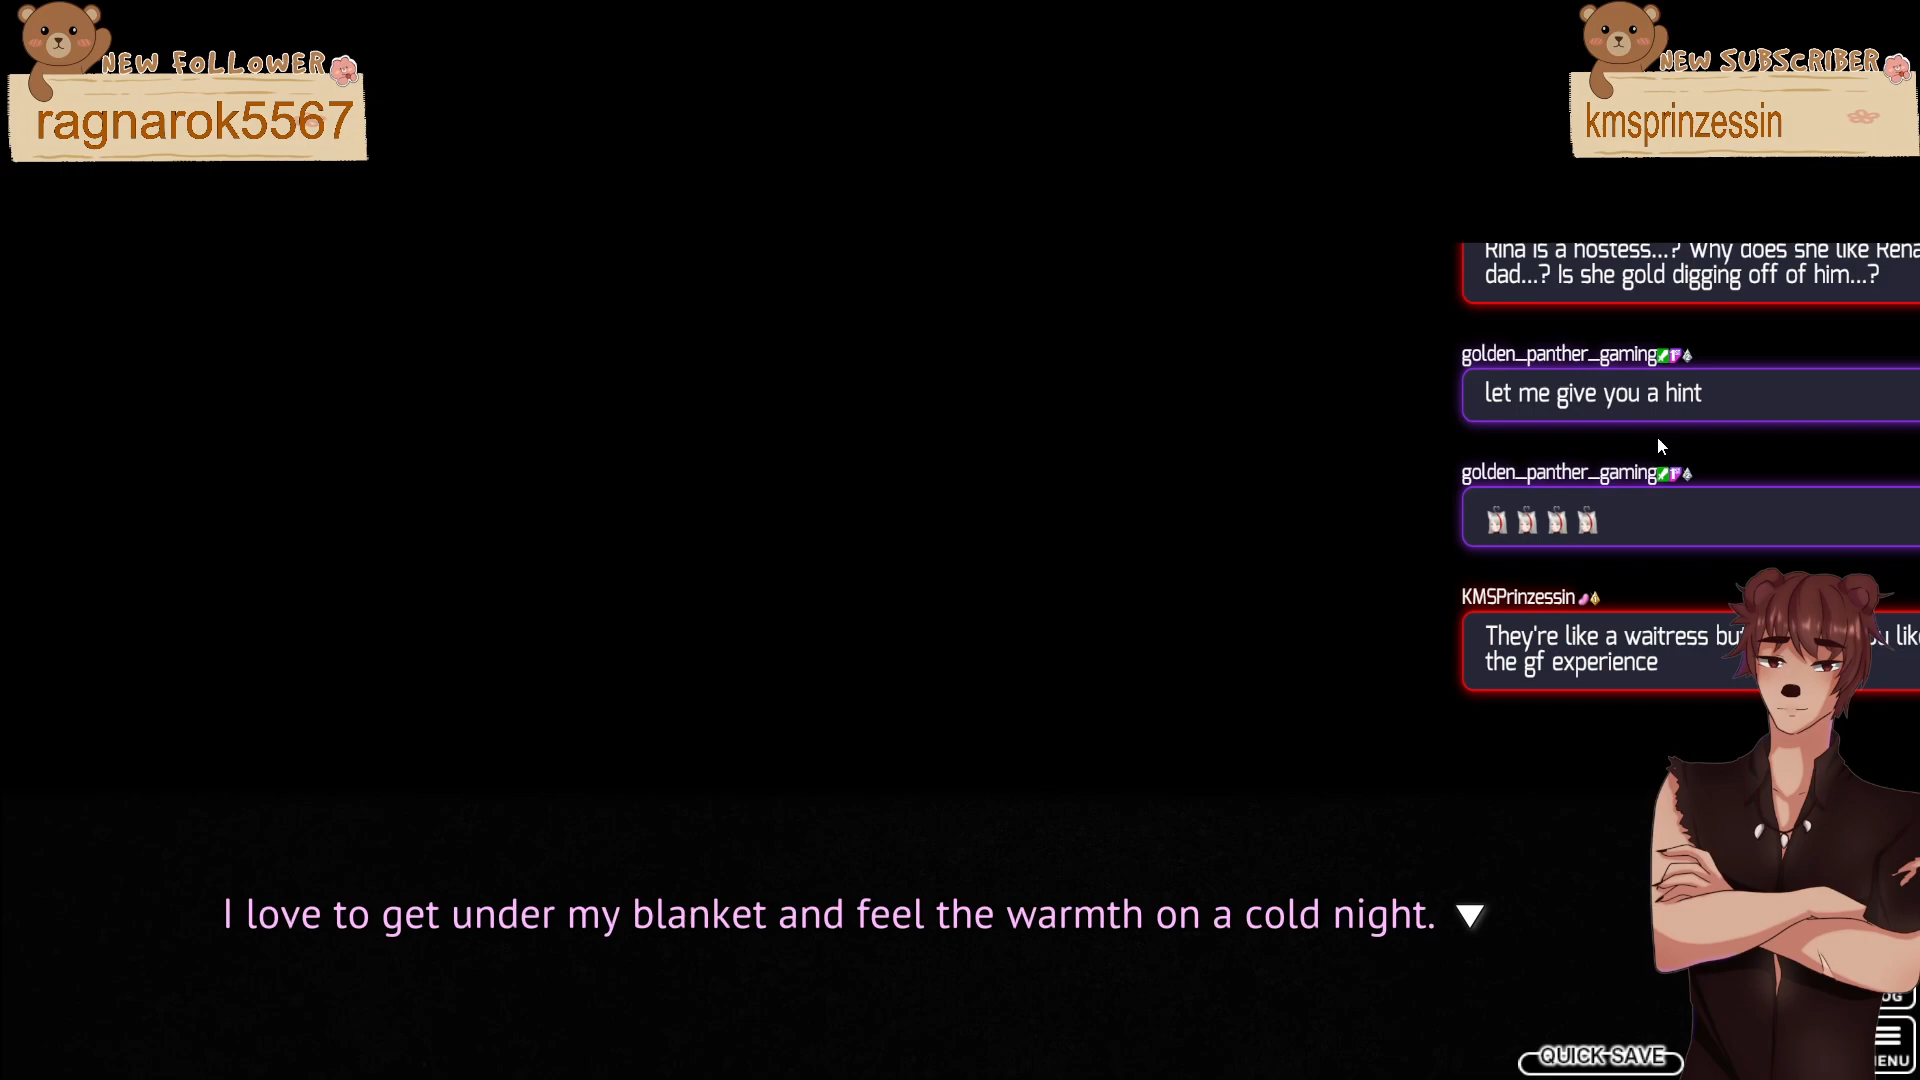 NEW FOLLOWER
ragnarok5567
NEW SUBSCRIBER
kmsprinzessin
Rina is a hostess...? Why does she like Rena
dad...? Is she gold digging off of him...?
golden_panther_gaming
let me give you a hint
golden_panther_gaming
KMSPrinzessin
They're like a waitress but
the gf experience
I love to get under my blanket and feel the warmth on a cold night.
QUICK SAVE
MENU